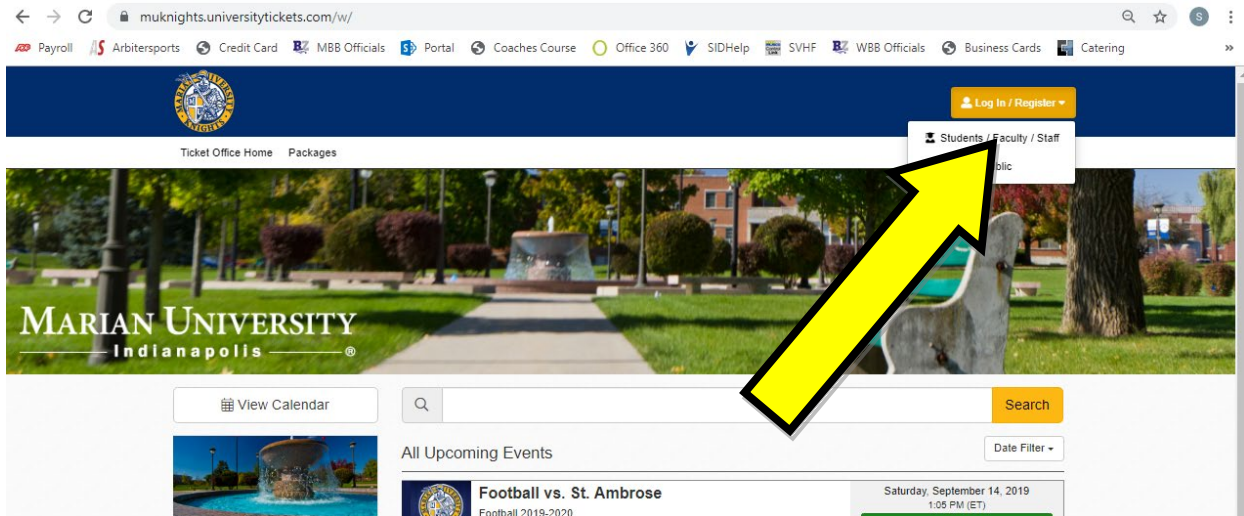 muknights.universitytickets.com/w/
S
Payroll Arbitersports Credit Card MBB Officials Portal Coaches Course Office 360 SIDHelp SVHF WBB Officials Business Cards Catering »
MARIAN UNIVERSITY
KNIGHTS
Log In / Register
Students / Faculty / Staff
Ticket Office Home Packages
MARIAN UNIVERSITY
Indianapolis ®
View Calendar
Search
All Upcoming Events
Date Filter
Football vs. St. Ambrose
Saturday, September 14, 2019
Football 2019-2020
1:05 PM (ET)